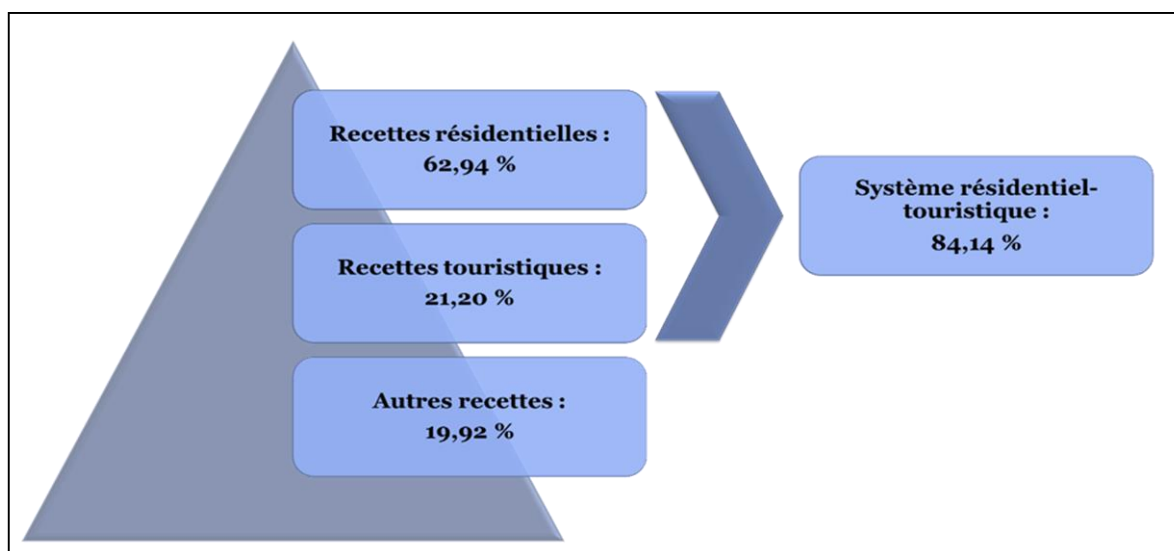 Recettes résidentielles :
62,94 %
Recettes touristiques :
21,20 %
Autres recettes :
19,92 %
Système résidentiel-
touristique :
84,14 %